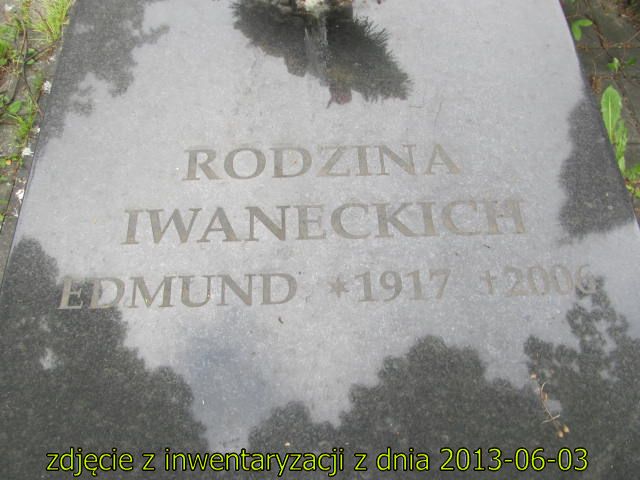 RODZINA
IWANECKICH
EDMUND *1917 †2006
zdjęcie z inwentaryzacji z dnia 2013-06-03